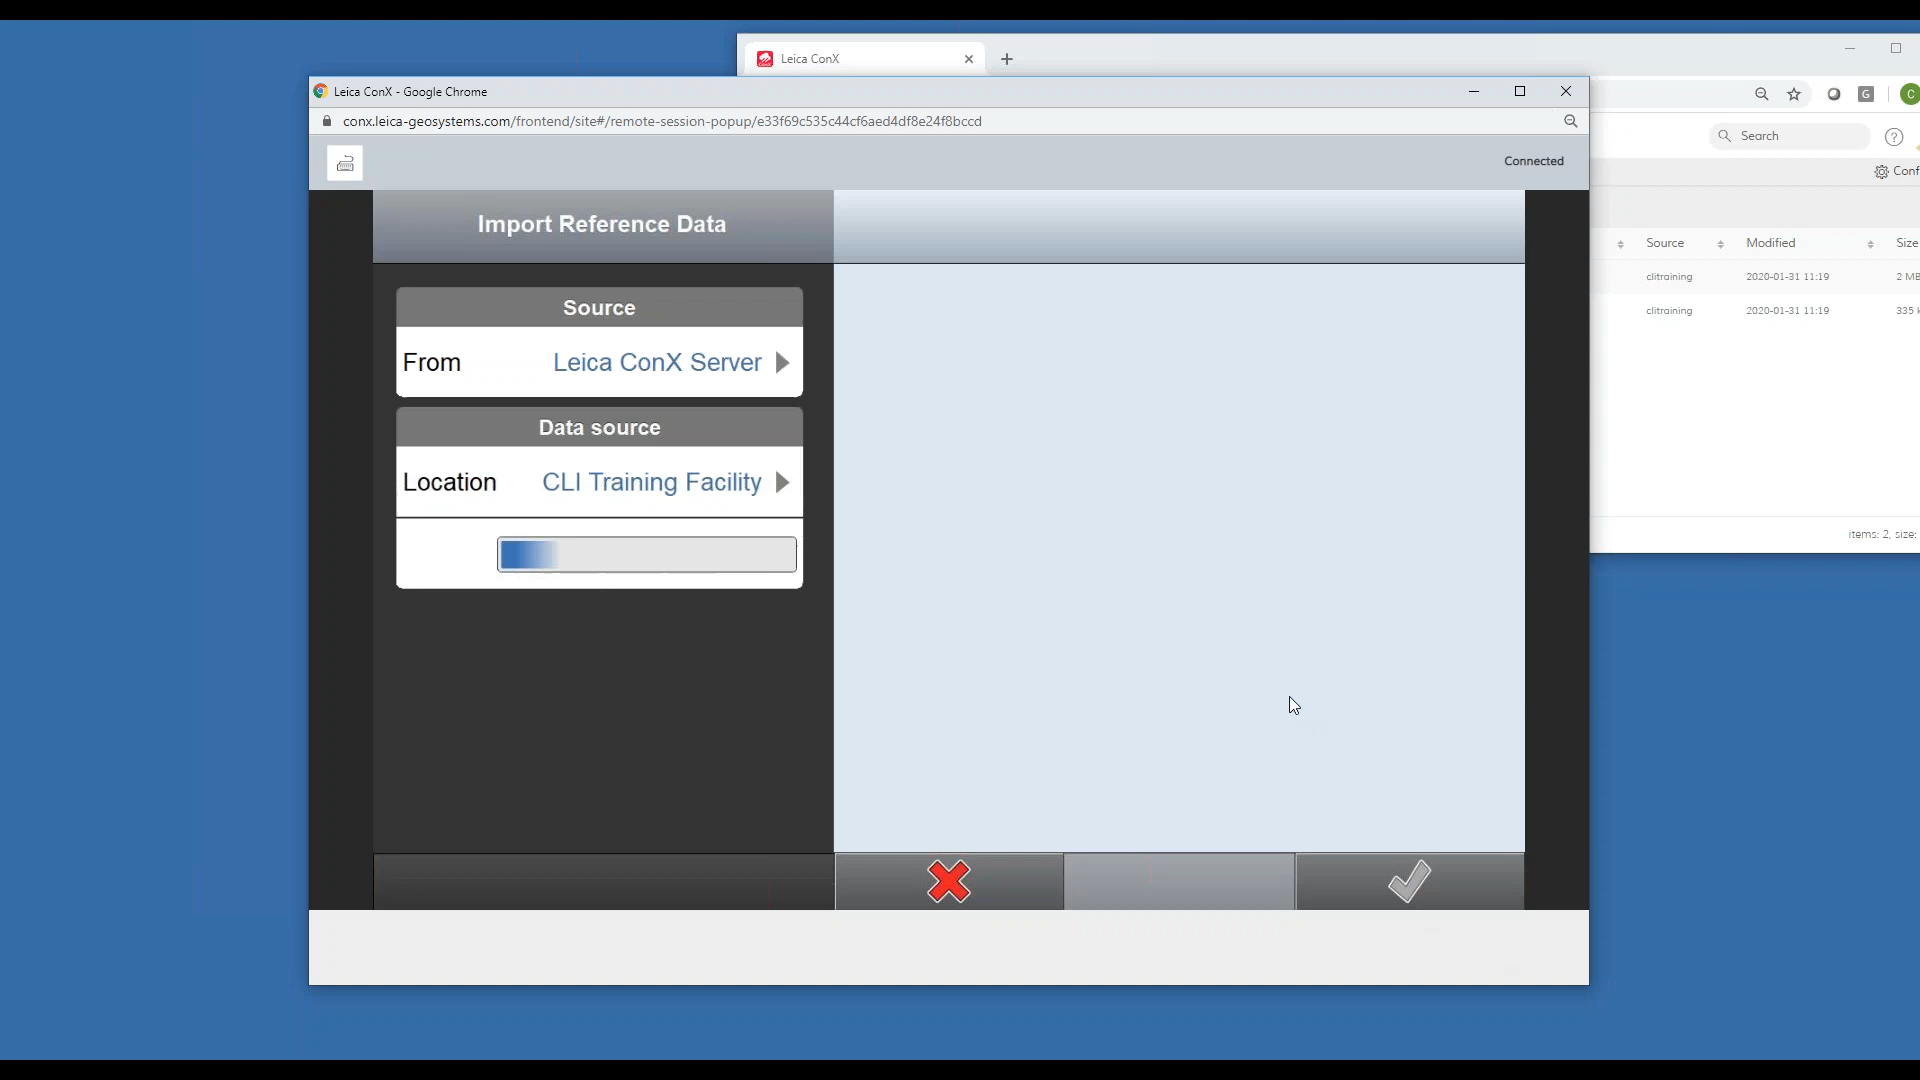 Leica ConX
Leica ConX - Google Chrome
conx.leica-geosystems.com/frontend/site#/remote-session-popup/e33f69c535c44cf6aed4df8e24f8bccd
G
C
Search
?
Connected
Conf
Import Reference Data
Source Modified Size
clitraining 2020-01-31 11:19 2 MB
clitraining 2020-01-31 11:19 335
Source
From Leica ConX Server
Data source
Location CLI Training Facility
items: 2, size: